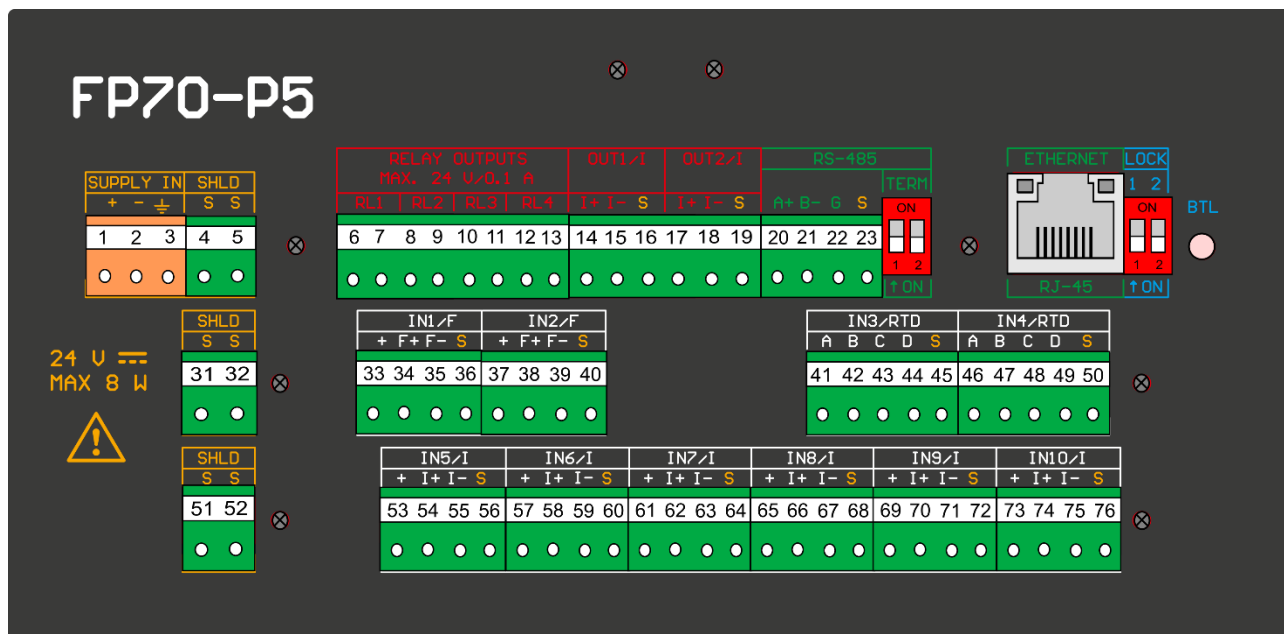 FP70-P5
RELAY OUTPUTS OUT1/I OUT2/I RS-485 ETHERNET LOCK
MAX. 24 V/0.1 A
SUPPLY IN SHLD TERM 1 2
+ - S S RL1 RL2 RL3 RL4 I+ I- S I+ I- S A+ B- G S ON ON BTL
1 2 3 4 5 6 7 8 9 10 11 12 13 14 15 16 17 18 19 20 21 22 23
1 2 1 2
↑ON RJ-45 ↑ON
SHLD IN1/F IN2/F IN3/RTD IN4/RTD
S S + F+ F- S + F+ F- S A B C D S A B C D S
24 V
31 32 33 34 35 36 37 38 39 40 41 42 43 44 45 46 47 48 49 50
MAX 8 W
SHLD IN5/I IN6/I IN7/I IN8/I IN9/I IN10/I
S S + I+ I- S + I+ I- S + I+ I- S + I+ I- S + I+ I- S + I+ I- S
51 52 53 54 55 56 57 58 59 60 61 62 63 64 65 66 67 68 69 70 71 72 73 74 75 76